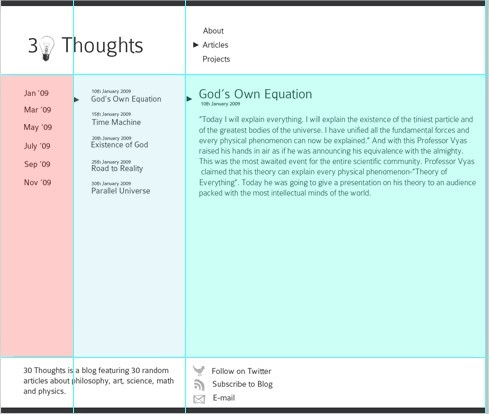 3 Thoughts
About
Articles
Projects
Jan '09
Mar '09
May '09
July '09
Sep '09
Nov '09
10th January 2009
God's Own Equation
15th January 2009
Time Machine
20th January 2009
Existence of God
25th January 2009
Road to Reality
30th January 2009
Parallel Universe
God's Own Equation
10th January 2009
"Today I will explain everything. I will explain the existence of the tiniest particle and
of the greatest bodies of the universe. I have unified all the fundamental forces and
every physical phenomenon can now be explained." And with this Professor Vyas
raised his hands in air as if he was announcing his equivalence with the almighty.
This was the most awaited event for the entire scientific community. Professor Vyas
claimed that his theory can explain every physical phenomenon-"Theory of
Everything". Today he was going to give a presentation on his theory to an audience
packed with the most intellectual minds of the world.
30 Thoughts is a blog featuring 30 random
articles about philosophy, art, science, math
and physics.
Follow on Twitter
Subscribe to Blog
E-mail